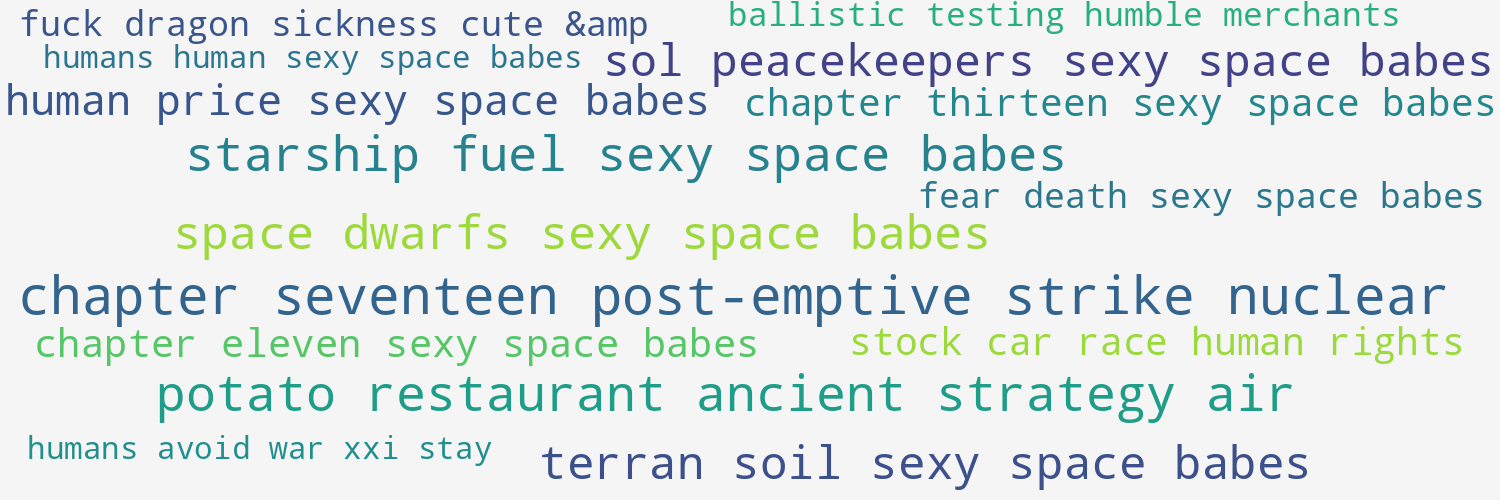 fuck dragon sickness cute &amp
ballistic testing humble merchants
humans human sexy space babes
sol peacekeepers sexy space babes
human price sexy space babes
chapter thirteen sexy space babes
starship fuel sexy space babes
fear death sexy space babes
space dwarfs sexy space babes
chapter seventeen post-emptive strike nuclear
chapter eleven sexy space babes
stock car race human rights
potato restaurant ancient strategy air
humans avoid war xxi stay
terran soil sexy space babes